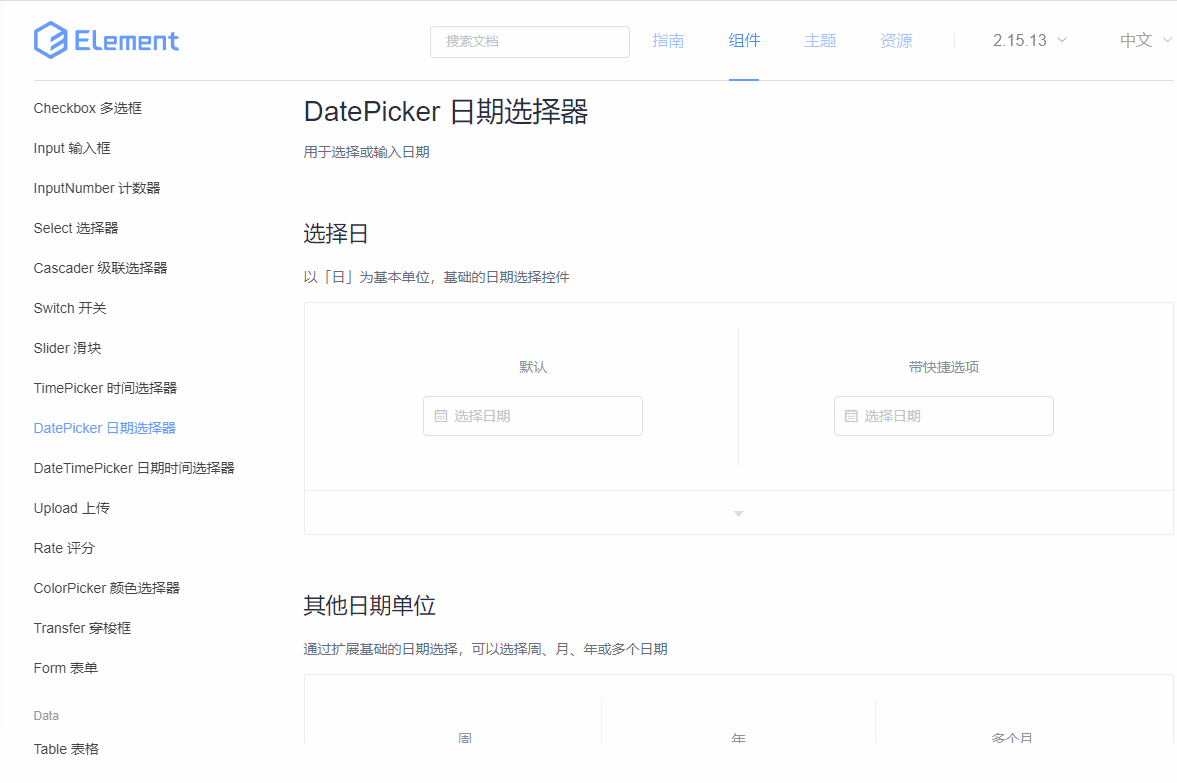 Element
搜索文档
指南
组件
主题
资源
2.15.13
中文
Checkbox 多选框
Input 输入框
InputNumber 计数器
Select 选择器
Cascader 级联选择器
Switch 开关
Slider 滑块
TimePicker 时间选择器
DatePicker 日期选择器
DateTimePicker 日期时间选择器
Upload 上传
Rate 评分
ColorPicker 颜色选择器
Transfer 穿梭框
Form 表单
Data
Table 表格
DatePicker 日期选择器
用于选择或输入日期
选择日
以「日」为基本单位，基础的日期选择控件
默认
选择日期
带快捷选项
选择日期
其他日期单位
通过扩展基础的日期选择，可以选择周、月、年或多个日期
周
年
多个月